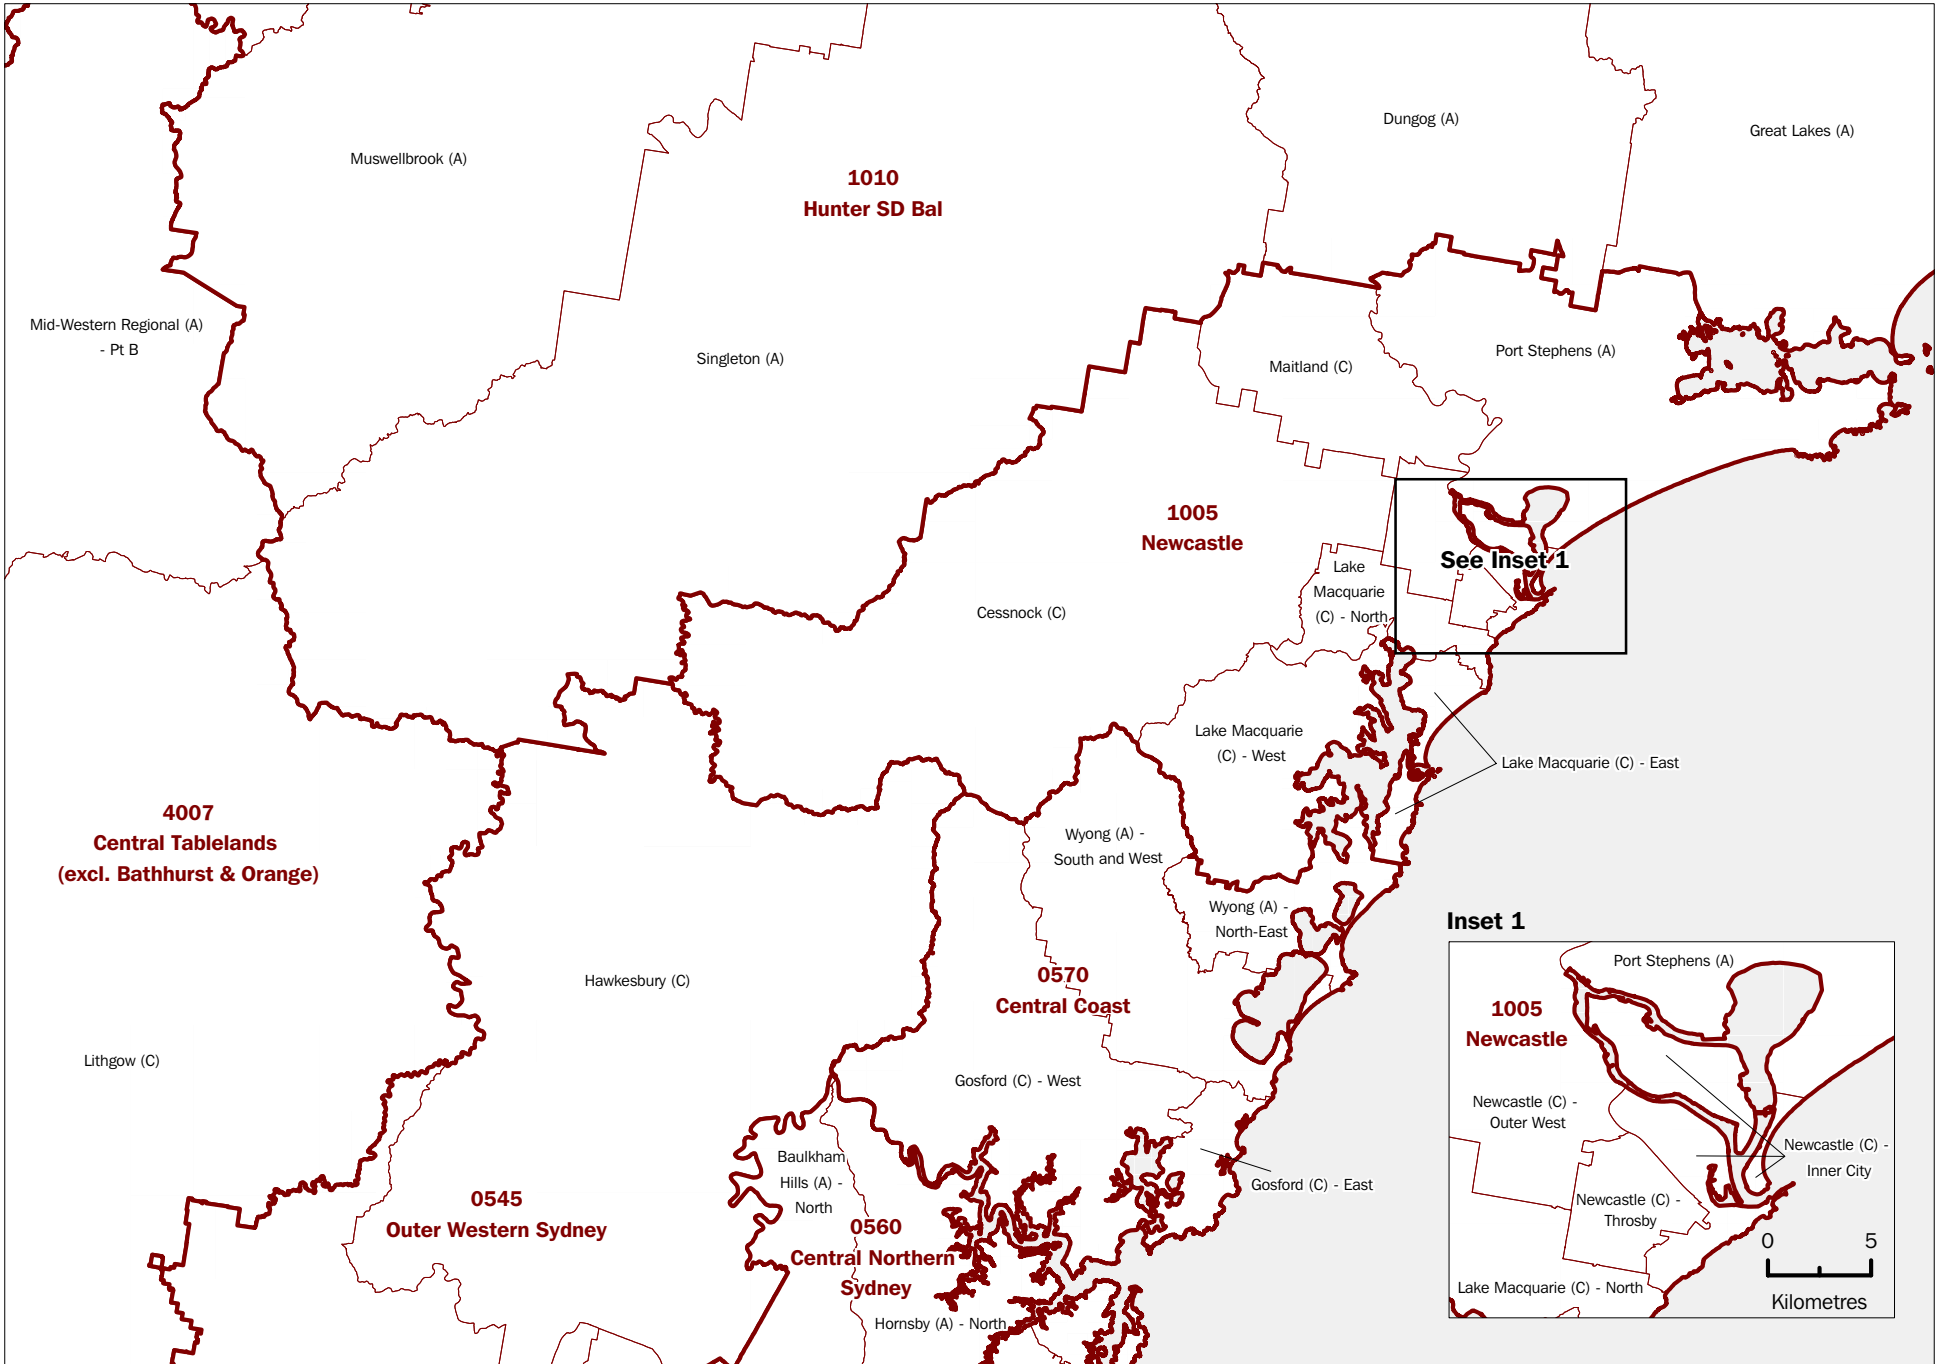 Dungog (A)
Great Lakes (A)
Muswellbrook (A)
1010
Hunter SD Bal
Mid-Western Regional (A)
- Pt B
Singleton (A)
Maitland (C)
Port Stephens (A)
1005
Newcastle
See Inset 1
Lake
Macquarie
(C) - North
Cessnock (C)
Lake Macquarie
(C) - West
Lake Macquarie (C) - East
4007
Central Tablelands
(excl. Bathhurst & Orange)
Wyong (A) -
South and West
Wyong (A) -
North-East
Hawkesbury (C)
0570
Central Coast
Lithgow (C)
Gosford (C) - West
Baulkham
Hills (A) -
North
Gosford (C) - East
0545
Outer Western Sydney
0560
Central Northern
Sydney
Hornsby (A) - North
Inset 1
Port Stephens (A)
1005
Newcastle
Newcastle (C) -
Outer West
Newcastle (C) -
Inner City
Newcastle (C) -
Throsby
Lake Macquarie (C) - North
0 5
Kilometres